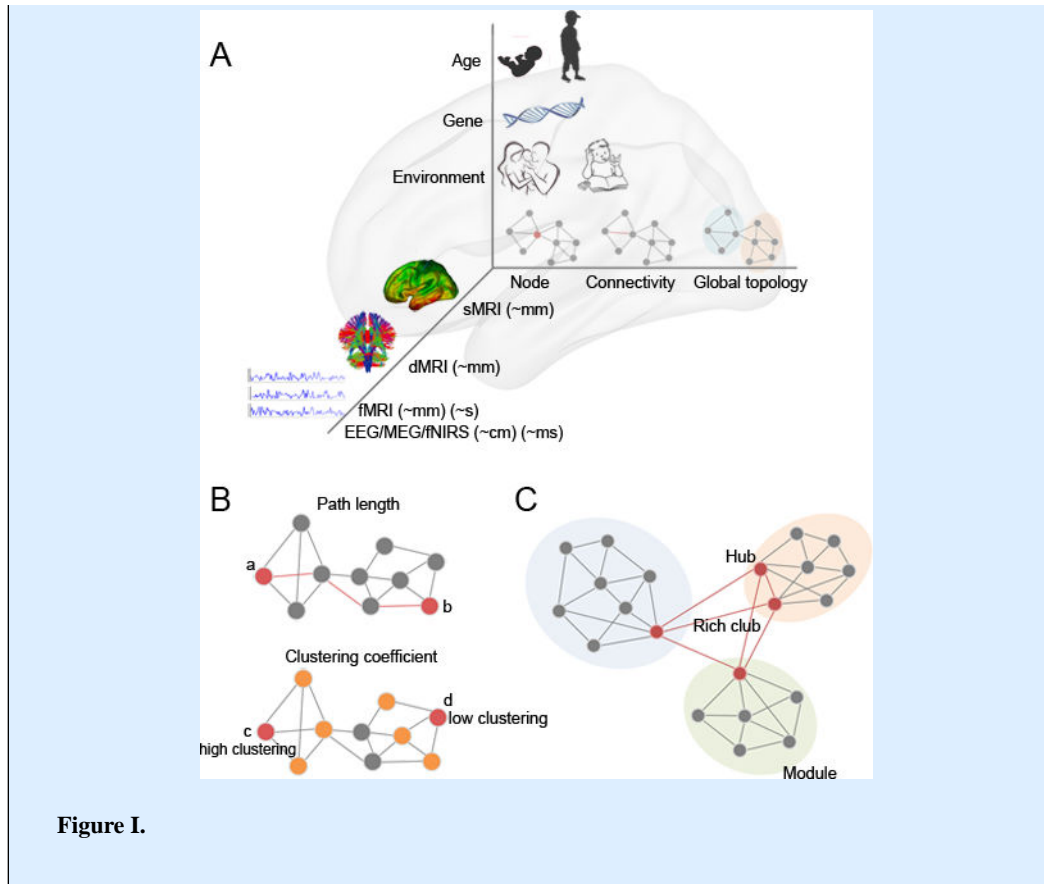 A
Age
Gene
Environment
Node
Connectivity
Global topology
sMRI (~mm)
dMRI (~mm)
fMRI (~mm) (~s)
EEG/MEG/fNIRS (~cm) (~ms)
B
Path length
a
b
Clustering coefficient
d
low clustering
c
high clustering
C
Hub
Rich club
Module
Figure I.